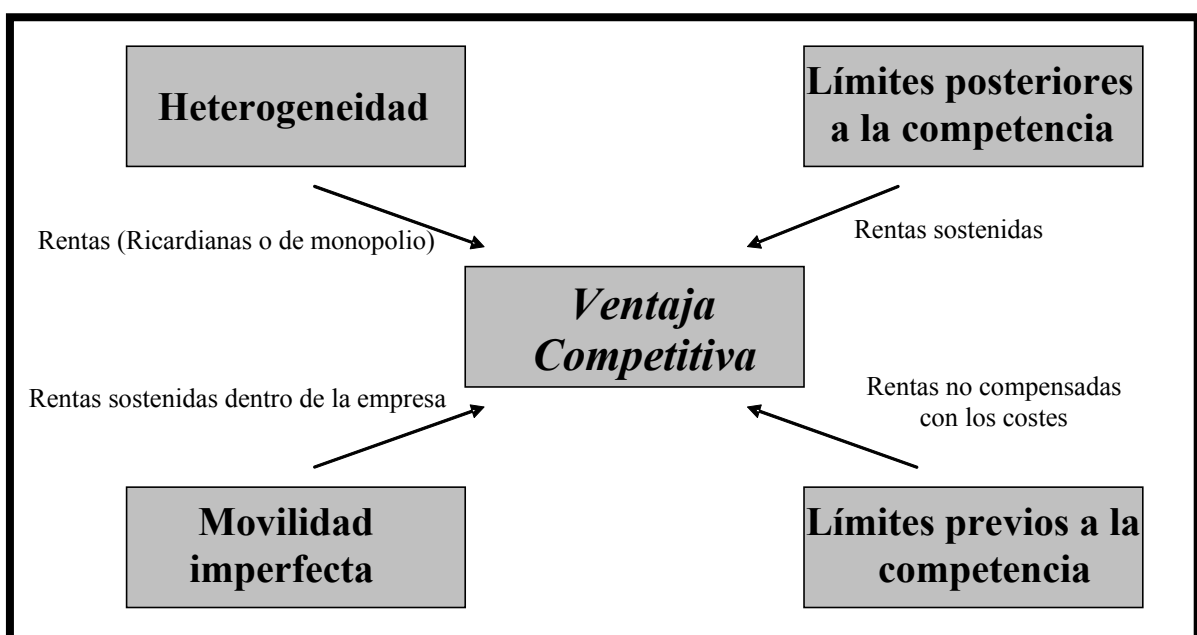 Heterogeneidad
Límites posteriores
a la competencia
Rentas (Ricardianas o de monopolio)
Rentas sostenidas
Ventaja
Competitiva
Rentas sostenidas dentro de la empresa
Rentas no compensadas
con los costes
Movilidad
imperfecta
Límites previos a la
competencia